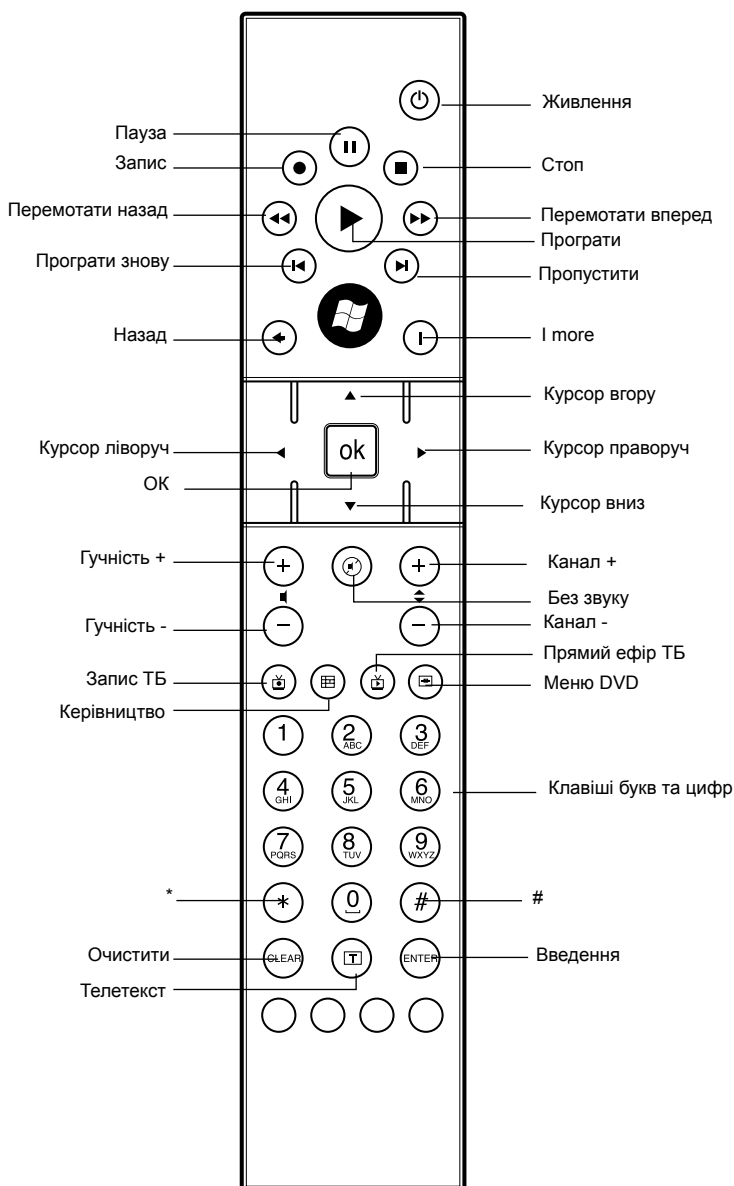 Живлення
Пауза
Запис
Стоп
Перемотати назад
Перемотати вперед
Програти
Програти знову
Пропустити
Назад
I more
Курсор вгору
Курсор ліворуч
ok
Курсор праворуч
ОК
Курсор вниз
Гучність +
Канал +
Без звуку
Гучність -
Канал -
Прямий ефір ТБ
Запис ТБ
Меню DVD
Керівництво
1
2 ABC
3 DEF
4 GHI
5 JKL
6 MNO
Клавіші букв та цифр
7 PQRS
8 TUV
9 WXYZ
*
* 0 #
#
Очистити
CLEAR T ENTER
Введення
Телетекст